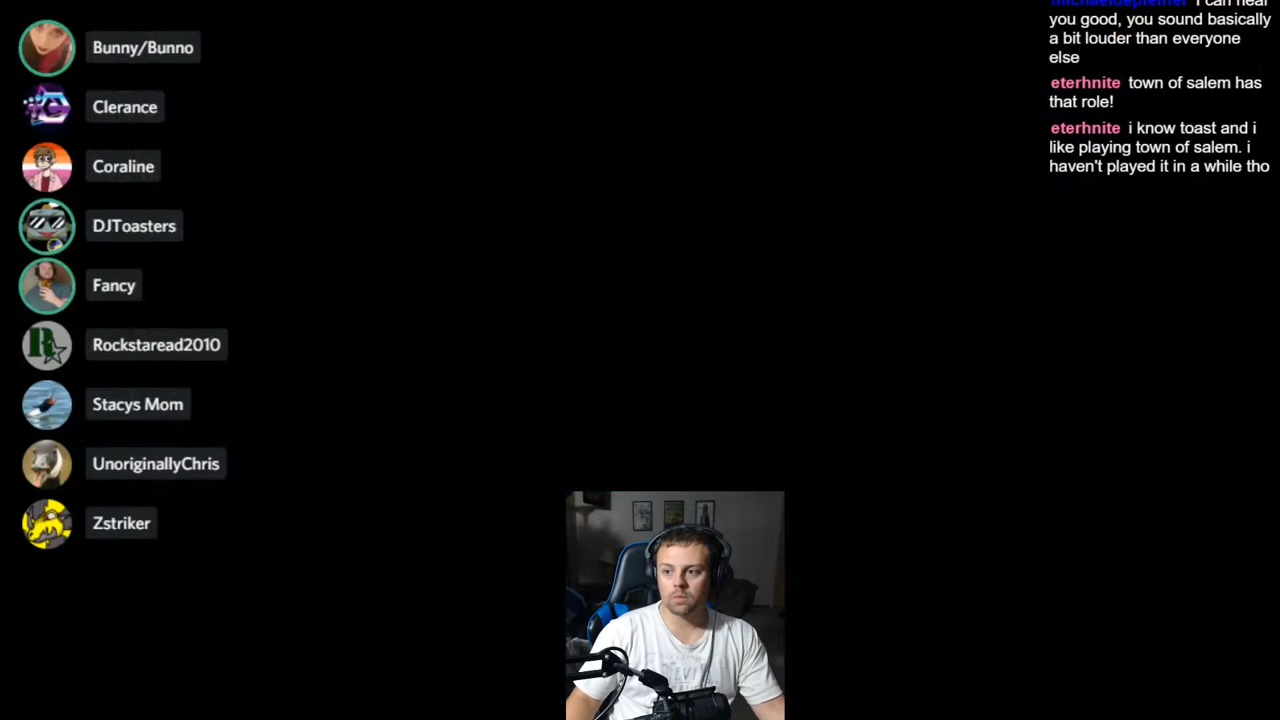 Bunny/Bunno
Clerance
Coraline
DJToasters
Fancy
Rockstaread2010
Stacys Mom
UnoriginallyChris
Zstriker
I can hear
you good, you sound basically
a bit louder than everyone
else
eterhnite town of salem has
that role!
eterhnite i know toast and i
like playing town of salem. i
haven't played it in a while tho